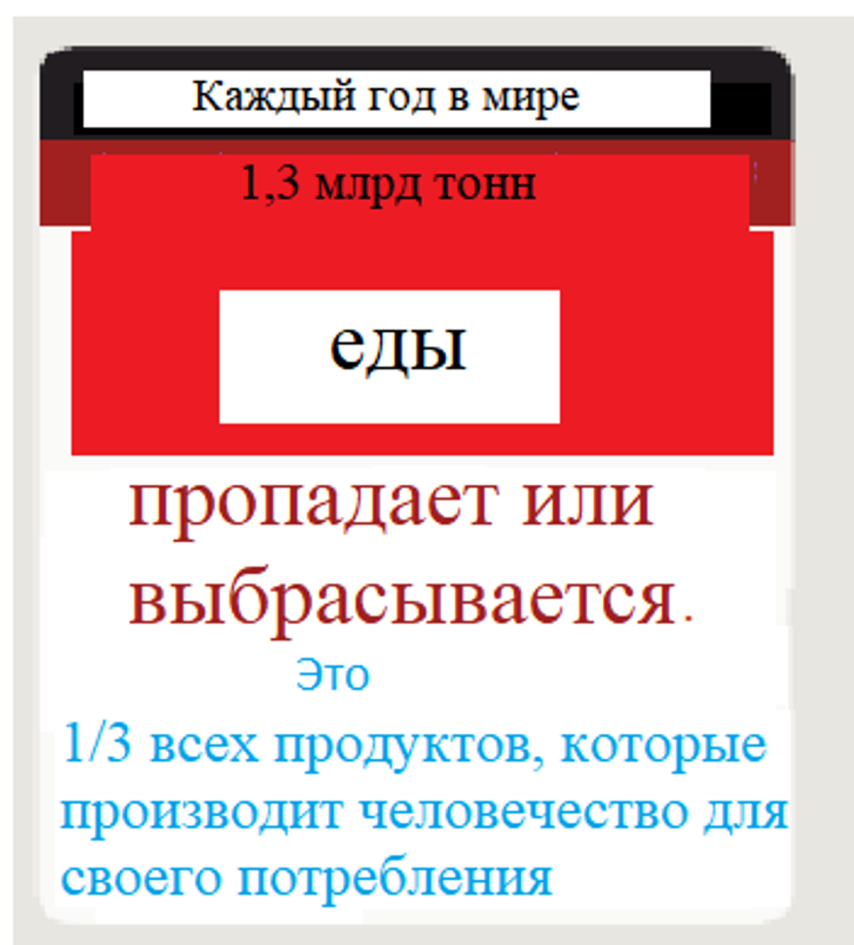 Каждый год в мире
1,3 млрд тонн
еды
пропадает или
выбрасывается.
Это
1/3 всех продуктов, которые
производит человечество для
своего потребления